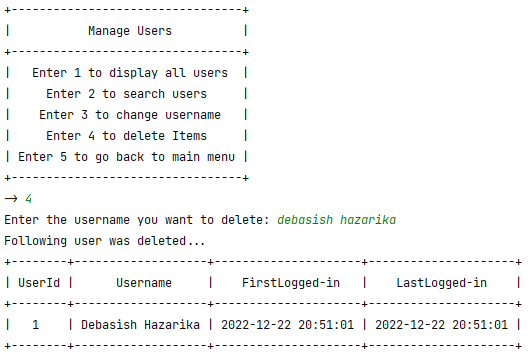 +---------------------------------+
|           Manage Users          |
+---------------------------------+
|   Enter 1 to display all users  |
|     Enter 2 to search users     |
|    Enter 3 to change username   |
|     Enter 4 to delete Items     |
| Enter 5 to go back to main menu |
+---------------------------------+
-> 4
Enter the username you want to delete: debasish hazarika
Following user was deleted...
+--------+-------------------+---------------------+---------------------+
| UserId |      Username     |    FirstLogged-in   |    LastLogged-in    |
+--------+-------------------+---------------------+---------------------+
|   1    | Debasish Hazarika | 2022-12-22 20:51:01 | 2022-12-22 20:51:01 |
+--------+-------------------+---------------------+---------------------+